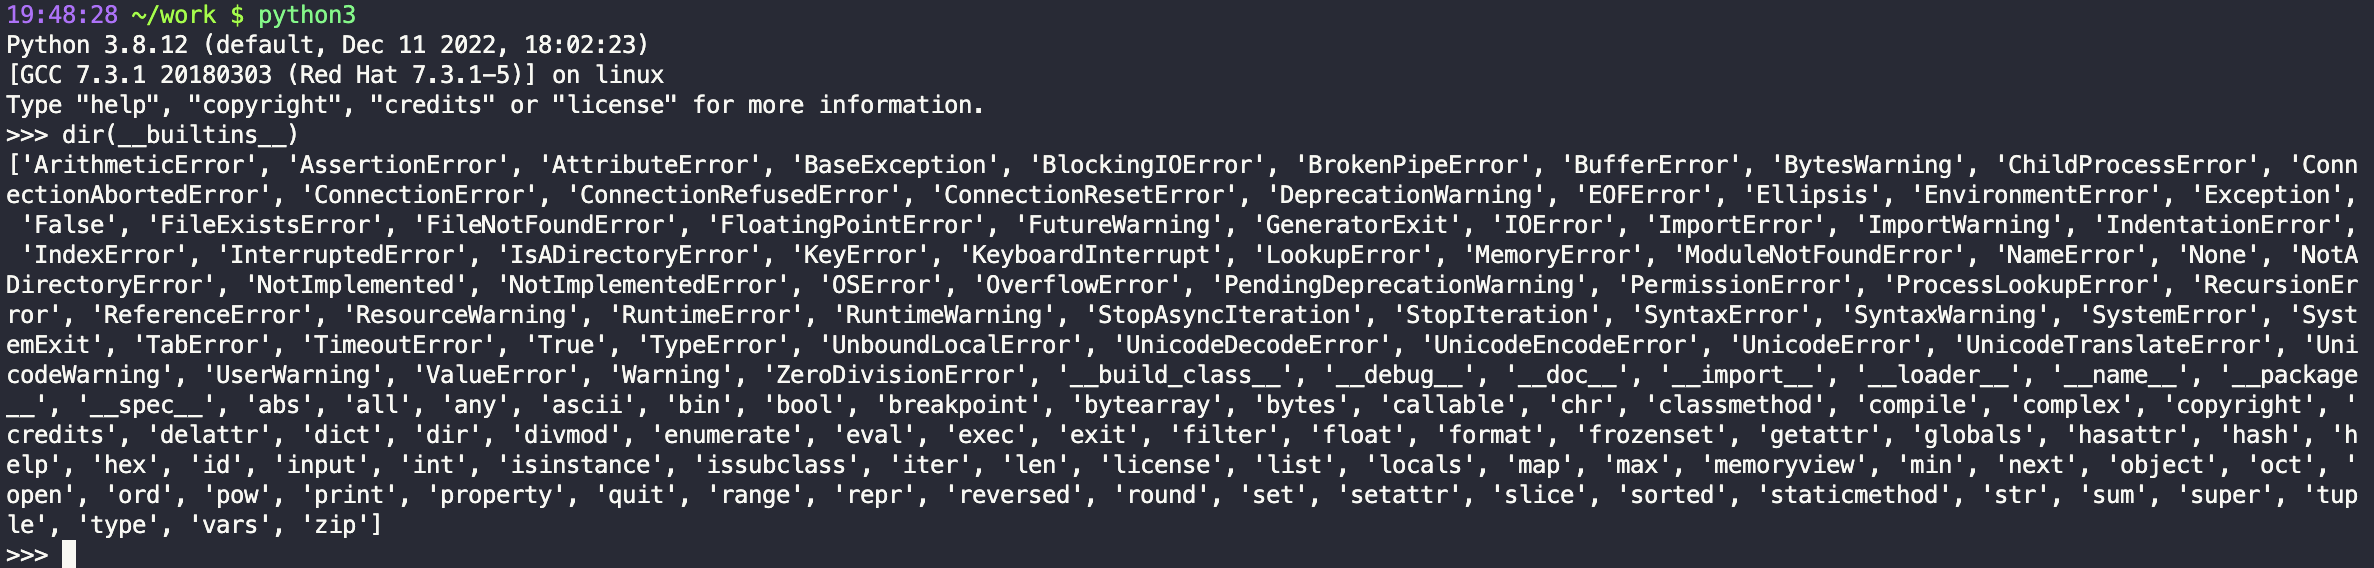 19:48:28 ~/work $ python3
Python 3.8.12 (default, Dec 11 2022, 18:02:23)
[GCC 7.3.1 20180303 (Red Hat 7.3.1-5)] on linux
Type "help", "copyright", "credits" or "license" for more information.
>>> dir(__builtins__)
['ArithmeticError', 'AssertionError', 'AttributeError', 'BaseException', 'BlockingIOError', 'BrokenPipeError', 'BufferError', 'BytesWarning', 'ChildProcessError', 'Conn
ectionAbortedError', 'ConnectionError', 'ConnectionRefusedError', 'ConnectionResetError', 'DeprecationWarning', 'EOFError', 'Ellipsis', 'EnvironmentError', 'Exception',
 'False', 'FileExistsError', 'FileNotFoundError', 'FloatingPointError', 'FutureWarning', 'GeneratorExit', 'IOError', 'ImportError', 'ImportWarning', 'IndentationError',
 'IndexError', 'InterruptedError', 'IsADirectoryError', 'KeyError', 'KeyboardInterrupt', 'LookupError', 'MemoryError', 'ModuleNotFoundError', 'NameError', 'None', 'NotA
DirectoryError', 'NotImplemented', 'NotImplementedError', 'OSError', 'OverflowError', 'PendingDeprecationWarning', 'PermissionError', 'ProcessLookupError', 'RecursionEr
ror', 'ReferenceError', 'ResourceWarning', 'RuntimeError', 'RuntimeWarning', 'StopAsyncIteration', 'StopIteration', 'SyntaxError', 'SyntaxWarning', 'SystemError', 'Syst
emExit', 'TabError', 'TimeoutError', 'True', 'TypeError', 'UnboundLocalError', 'UnicodeDecodeError', 'UnicodeEncodeError', 'UnicodeError', 'UnicodeTranslateError', 'Uni
codeWarning', 'UserWarning', 'ValueError', 'Warning', 'ZeroDivisionError', '__build_class__', '__debug__', '__doc__', '__import__', '__loader__', '__name__', '__package
__', '__spec__', 'abs', 'all', 'any', 'ascii', 'bin', 'bool', 'breakpoint', 'bytearray', 'bytes', 'callable', 'chr', 'classmethod', 'compile', 'complex', 'copyright', '
credits', 'delattr', 'dict', 'dir', 'divmod', 'enumerate', 'eval', 'exec', 'exit', 'filter', 'float', 'format', 'frozenset', 'getattr', 'globals', 'hasattr', 'hash', 'h
elp', 'hex', 'id', 'input', 'int', 'isinstance', 'issubclass', 'iter', 'len', 'license', 'list', 'locals', 'map', 'max', 'memoryview', 'min', 'next', 'object', 'oct', '
open', 'ord', 'pow', 'print', 'property', 'quit', 'range', 'repr', 'reversed', 'round', 'set', 'setattr', 'slice', 'sorted', 'staticmethod', 'str', 'sum', 'super', 'tup
le', 'type', 'vars', 'zip']
>>>